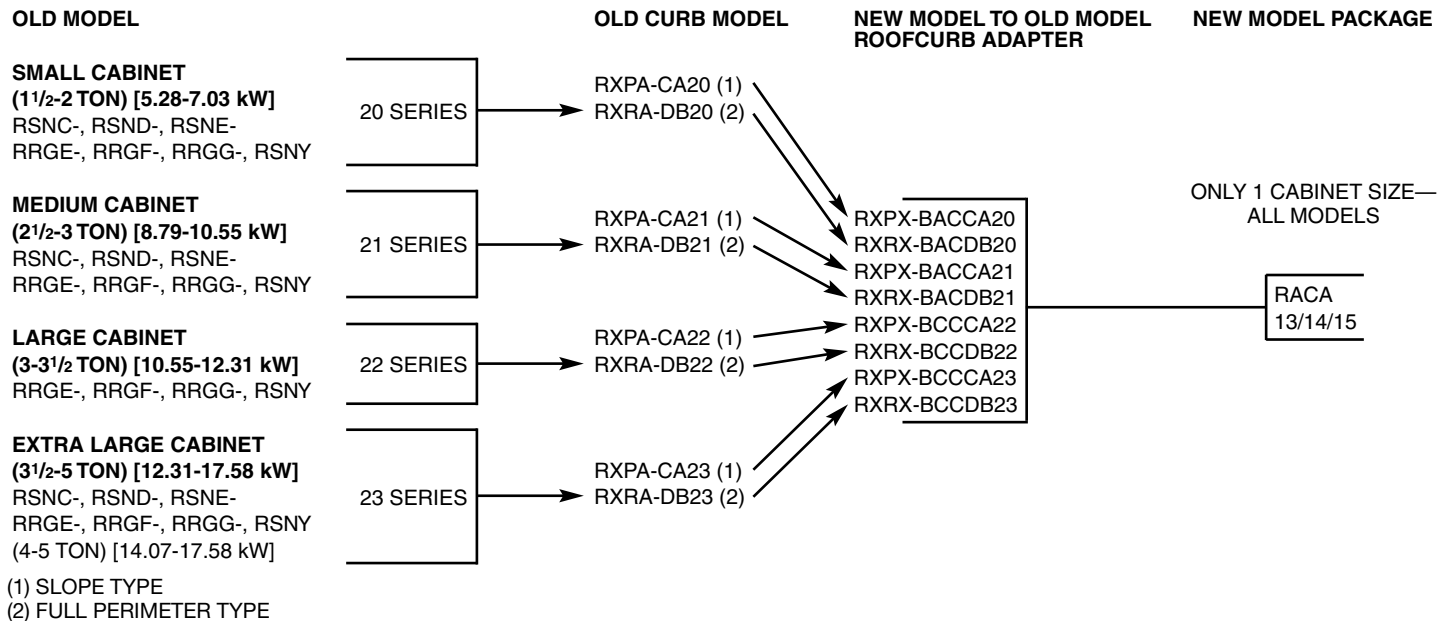 OLD MODEL
OLD CURB MODEL
NEW MODEL TO OLD MODEL
ROOFCURB ADAPTER
NEW MODEL PACKAGE
SMALL CABINET
(1 1/2-2 TON) [5.28-7.03 kW]
RSNC-, RSND-, RSNE-
RRGE-, RRGF-, RRGG-, RSNY
20 SERIES
RXPA-CA20 (1)
RXRA-DB20 (2)
MEDIUM CABINET
(2 1/2-3 TON) [8.79-10.55 kW]
RSNC-, RSND-, RSNE-
RRGE-, RRGF-, RRGG-, RSNY
21 SERIES
RXPA-CA21 (1)
RXRA-DB21 (2)
LARGE CABINET
(3-3 1/2 TON) [10.55-12.31 kW]
RRGE-, RRGF-, RRGG-, RSNY
22 SERIES
RXPA-CA22 (1)
RXRA-DB22 (2)
EXTRA LARGE CABINET
(3 1/2-5 TON) [12.31-17.58 kW]
RSNC-, RSND-, RSNE-
RRGE-, RRGF-, RRGG-, RSNY
(4-5 TON) [14.07-17.58 kW]
23 SERIES
RXPA-CA23 (1)
RXRA-DB23 (2)
RXPX-BACCA20
RXRX-BACDB20
RXPX-BACCA21
RXRX-BACDB21
RXPX-BCCCA22
RXRX-BCCDB22
RXPX-BCCCA23
RXRX-BCCDB23
ONLY 1 CABINET SIZE—
ALL MODELS
RACA
13/14/15
(1) SLOPE TYPE
(2) FULL PERIMETER TYPE